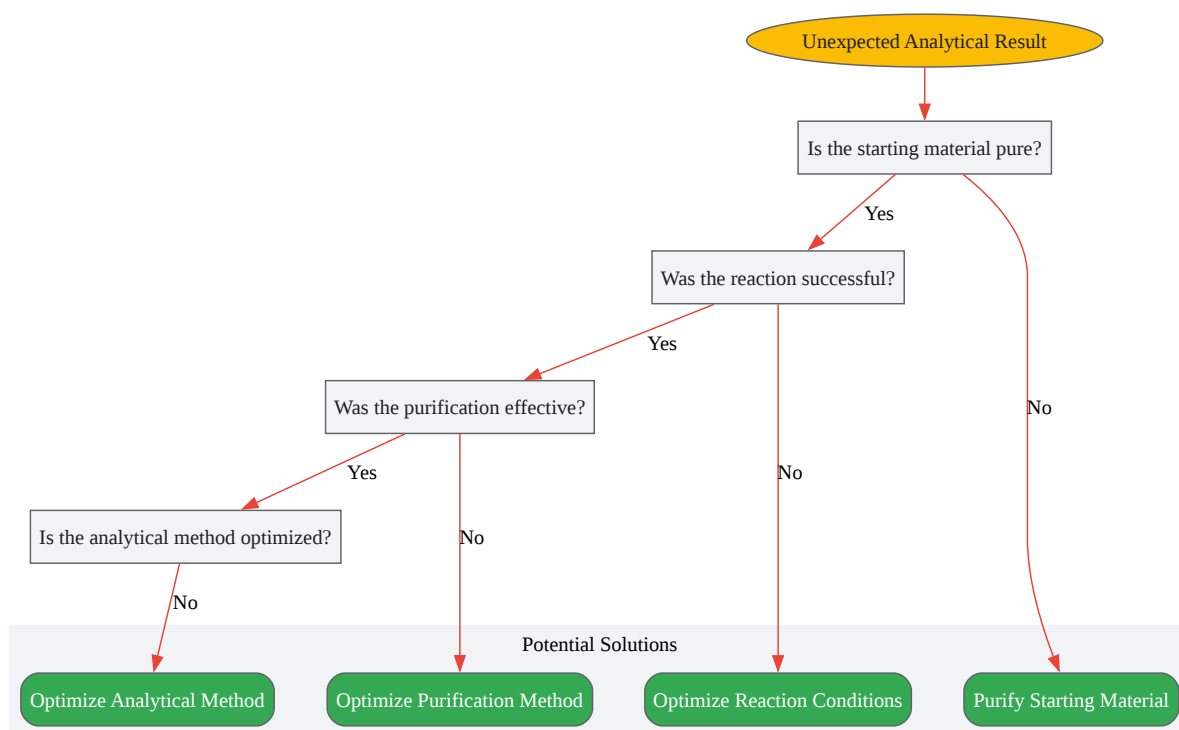 Unexpected Analytical Result
Is the starting material pure?
Yes
Was the reaction successful?
Yes
No
Was the purification effective?
Yes
No
Is the analytical method optimized?
No
No
Potential Solutions
Optimize Analytical Method
Optimize Purification Method
Optimize Reaction Conditions
Purify Starting Material